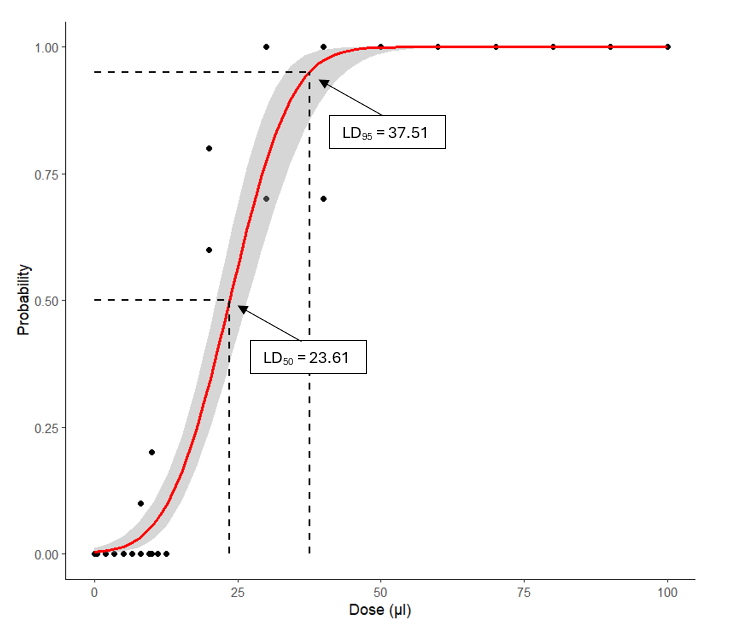 1.00
0.75
0.50
0.25
0.00
Probability
LD₉₅ = 37.51
LD₅₀ = 23.61
0 25 50 75 100
Dose (µl)